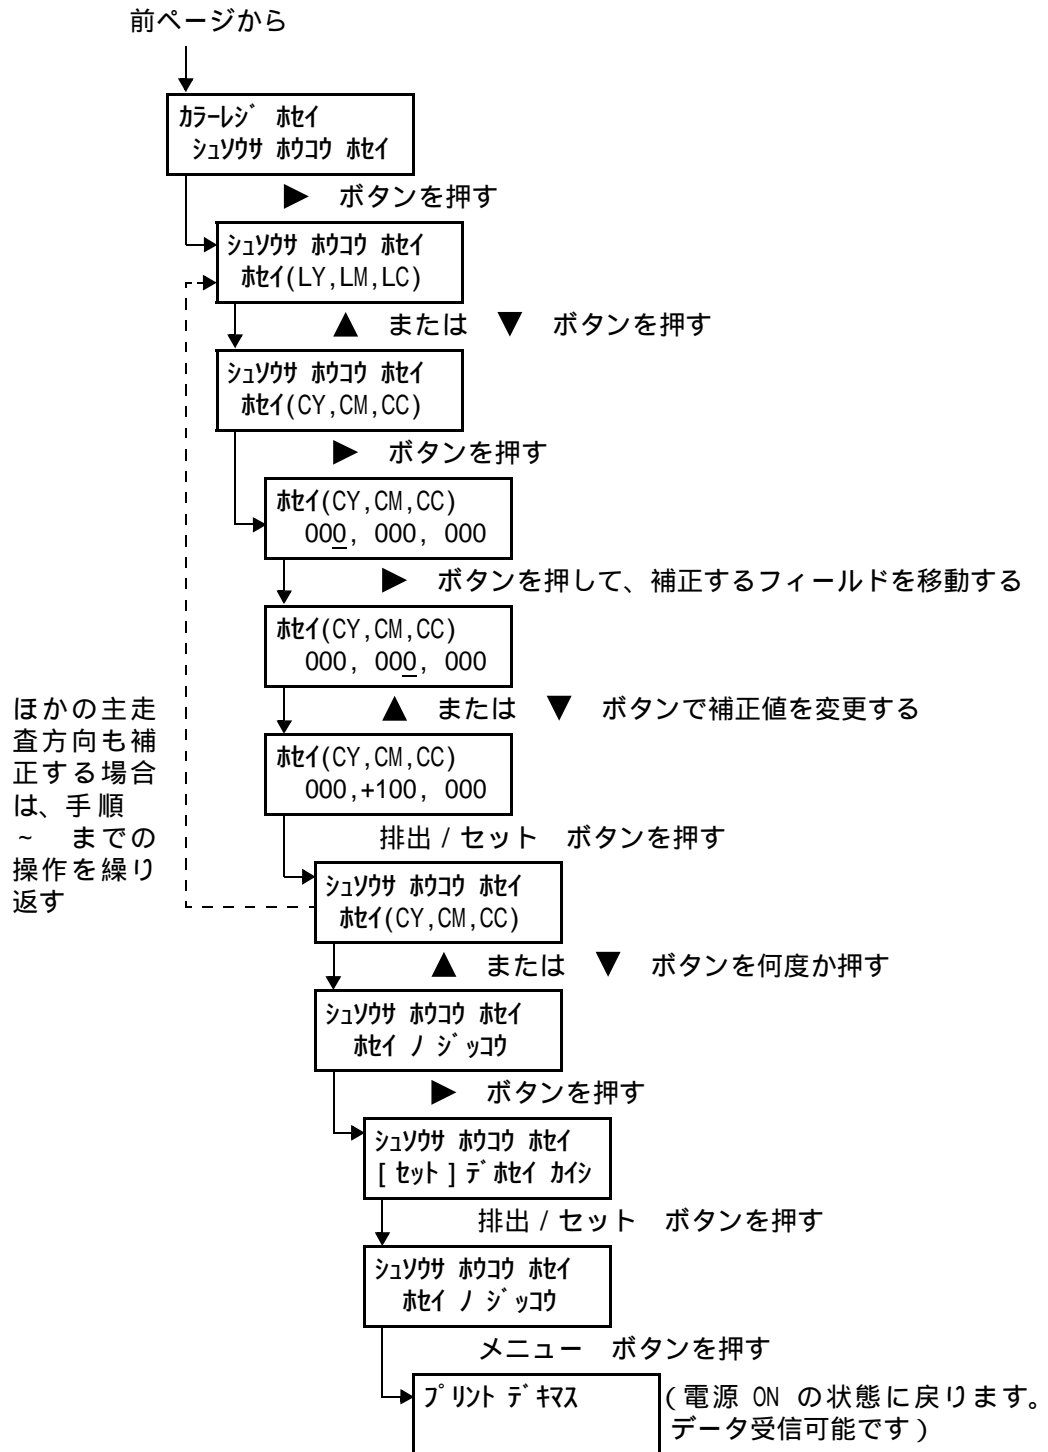 前ページから
ｶﾗｰﾚｼﾞ ﾎｾｲ
ｼｭｿｳｻ ﾎｳｺｳ ﾎｾｲ
▶ ボタンを押す
ｼｭｿｳｻ ﾎｳｺｳ ﾎｾｲ
ﾎｾｲ(LY,LM,LC)
▲ または ▼ ボタンを押す
ｼｭｿｳｻ ﾎｳｺｳ ﾎｾｲ
ﾎｾｲ(CY,CM,CC)
▶ ボタンを押す
ﾎｾｲ(CY,CM,CC)
000, 000, 000
▶ ボタンを押して、補正するフィールドを移動する
ﾎｾｲ(CY,CM,CC)
000, 000, 000
▲ または ▼ ボタンで補正値を変更する
ﾎｾｲ(CY,CM,CC)
000,+100, 000
排出 / セット ボタンを押す
ｼｭｿｳｻ ﾎｳｺｳ ﾎｾｲ
ﾎｾｲ(CY,CM,CC)
ほかの主走
査方向も補
正する場合
は、手順
~ までの
操作を繰り
返す
▲ または ▼ ボタンを何度か押す
ｼｭｿｳｻ ﾎｳｺｳ ﾎｾｲ
ﾎｾｲ ﾉ ｼﾞｯｺｳ
▶ ボタンを押す
ｼｭｿｳｻ ﾎｳｺｳ ﾎｾｲ
[ ｾｯﾄ ] ﾃﾞﾎｾｲ ｶｲｼ
排出 / セット ボタンを押す
ｼｭｿｳｻ ﾎｳｺｳ ﾎｾｲ
ﾎｾｲ ﾉ ｼﾞｯｺｳ
メニュー ボタンを押す
ﾌﾟﾘﾝﾄ ﾃﾞｷﾏｽ
(電源 ON の状態に戻ります。
データ受信可能です)